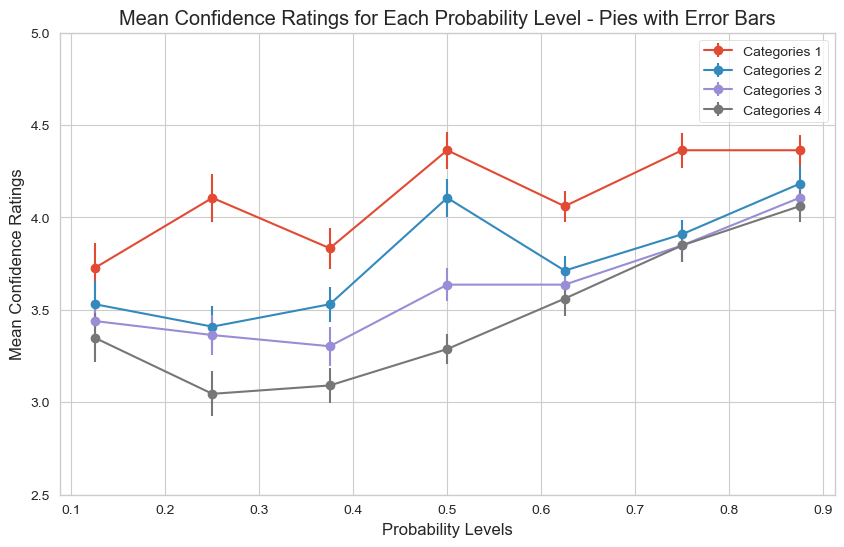 Mean Confidence Ratings for Each Probability Level - Pies with Error Bars
5.0
4.5
4.0
3.5
3.0
2.5
Mean Confidence Ratings
Categories 1
Categories 2
Categories 3
Categories 4
0.1 0.2 0.3 0.4 0.5 0.6 0.7 0.8 0.9
Probability Levels